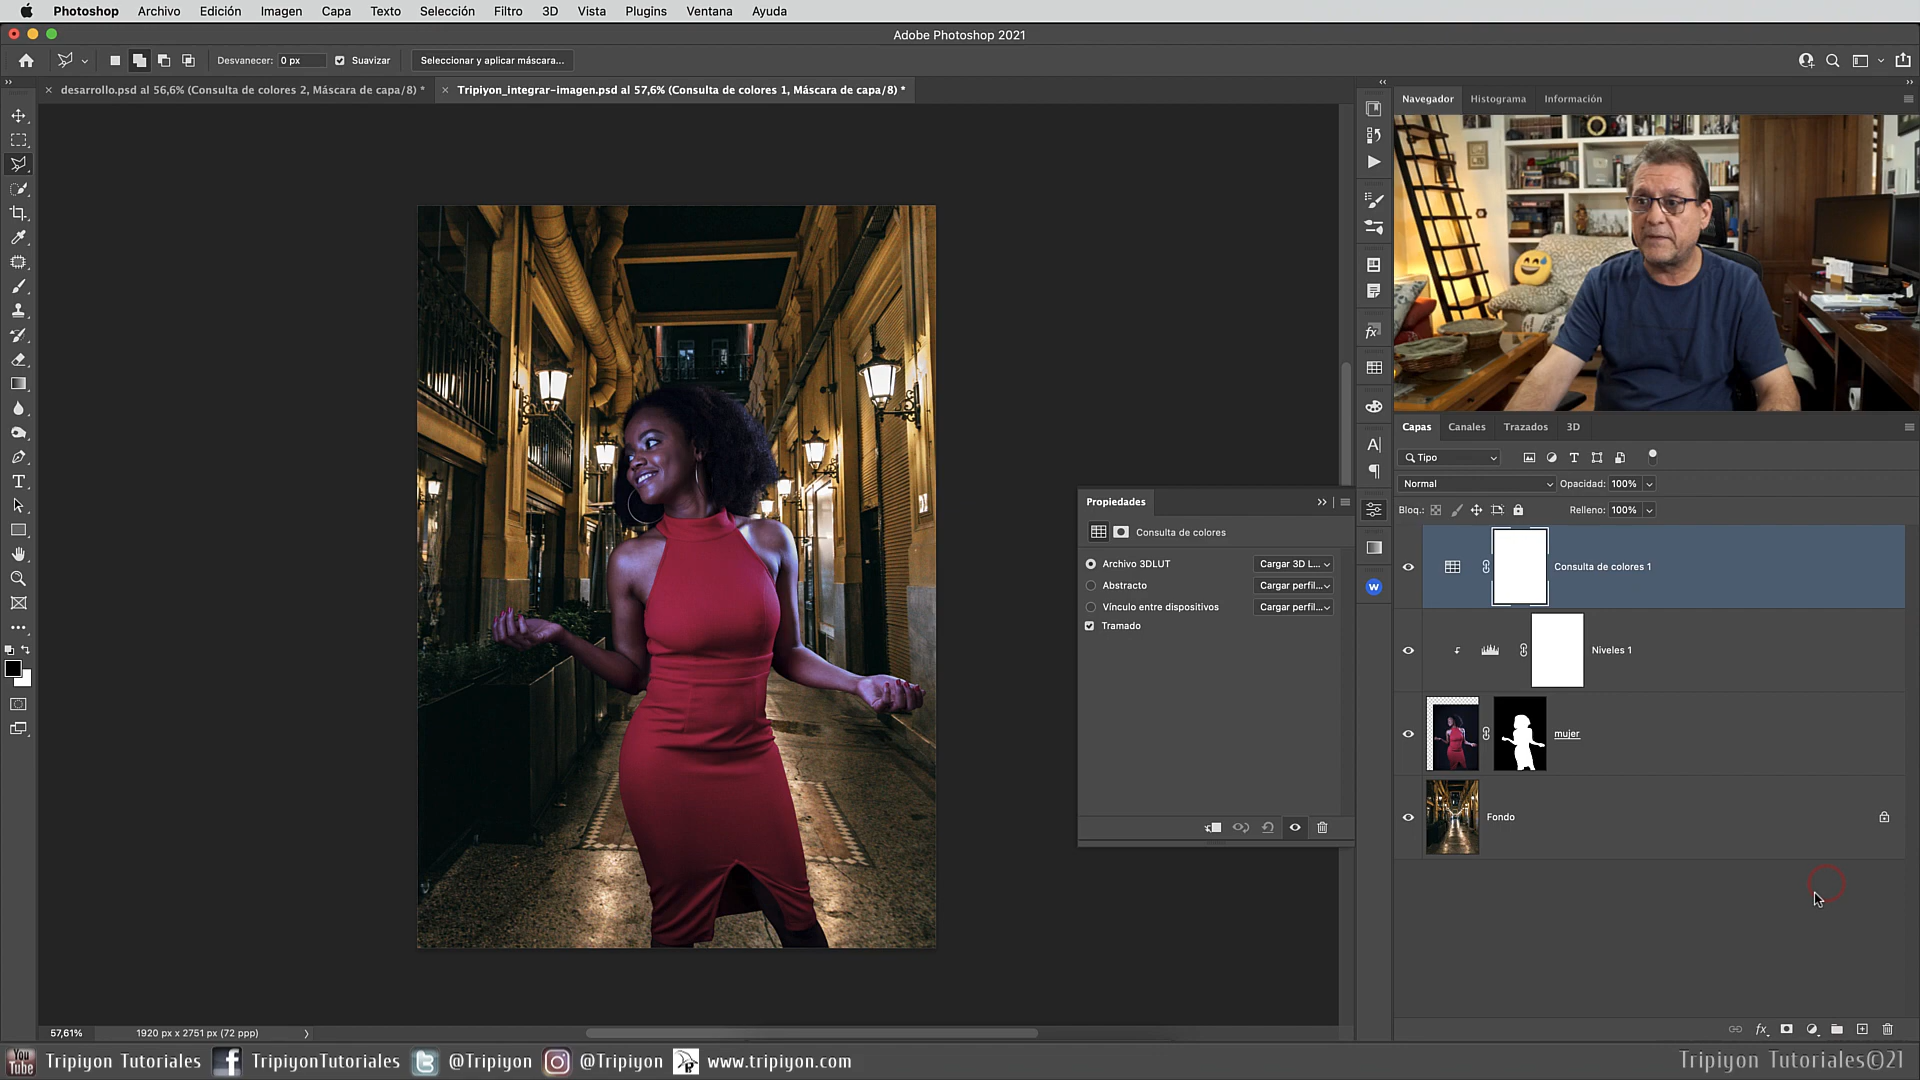 Photoshop Archivo Edición Imagen Capa Texto Selección Filtro 3D Vista Plugins Ventana Ayuda
Adobe Photoshop 2021
Desvanecer: 0 px Suavizar Seleccionar y aplicar máscara...
desarrollo.psd al 56,6% (Consulta de colores 2, Máscara de capa/8) *
Tripiyon_integrar-imagen.psd al 57,6% (Consulta de colores 1, Máscara de capa/8) *
Navegador Histograma Información
Propiedades
Consulta de colores
Archivo 3DLUT Cargar 3D L...
Abstracto Cargar perfil...
Vínculo entre dispositivos Cargar perfil...
Tramado
Capas Canales Trazados 3D
Tipo
Normal Opacidad: 100%
Bloq.: Relleno: 100%
Consulta de colores 1
Niveles 1
mujer
Fondo
57,61% 1920 px x 2751 px (72 ppp)
You Tube Tripiyon Tutoriales TripiyonTutoriales @Tripiyon @Tripiyon www.tripiyon.com
Tripiyon Tutoriales©21